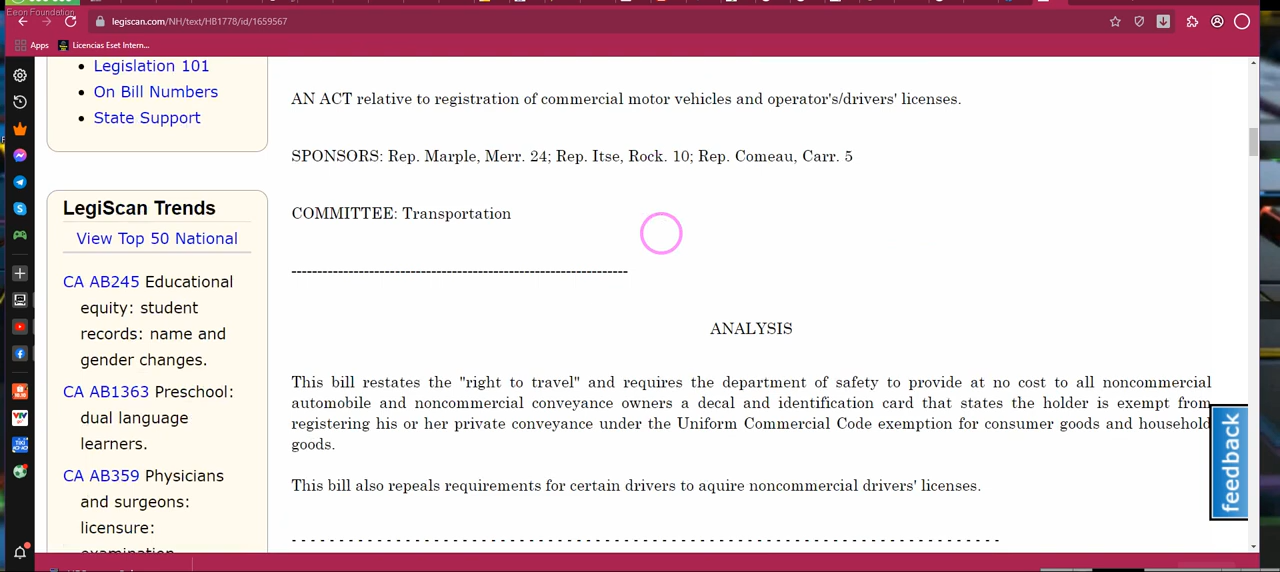 Eeon Foundation
legiscan.com/NH/text/HB1778/id/1659567
Apps
Licencias Eset Intern...
Legislation 101
On Bill Numbers
State Support
LegiScan Trends
View Top 50 National
CA AB245 Educational
equity: student
records: name and
gender changes.
CA AB1363 Preschool:
dual language
learners.
CA AB359 Physicians
and surgeons:
licensure:
examination
AN ACT relative to registration of commercial motor vehicles and operator's/drivers' licenses.
SPONSORS: Rep. Marple, Merr. 24; Rep. Itse, Rock. 10; Rep. Comeau, Carr. 5
COMMITTEE: Transportation
-----------------------------------------------------------------
ANALYSIS
This bill restates the "right to travel" and requires the department of safety to provide at no cost to all noncommercial
automobile and noncommercial conveyance owners a decal and identification card that states the holder is exempt from
registering his or her private conveyance under the Uniform Commercial Code exemption for consumer goods and household
goods.
This bill also repeals requirements for certain drivers to aquire noncommercial drivers' licenses.
- - - - - - - - - - - - - - - - - - - - - - - - - - - - - - - - - - - - - - - - - - - - - - - - - - - - - - - - - - - - - - - - - - - - - - - - - - -
feedback